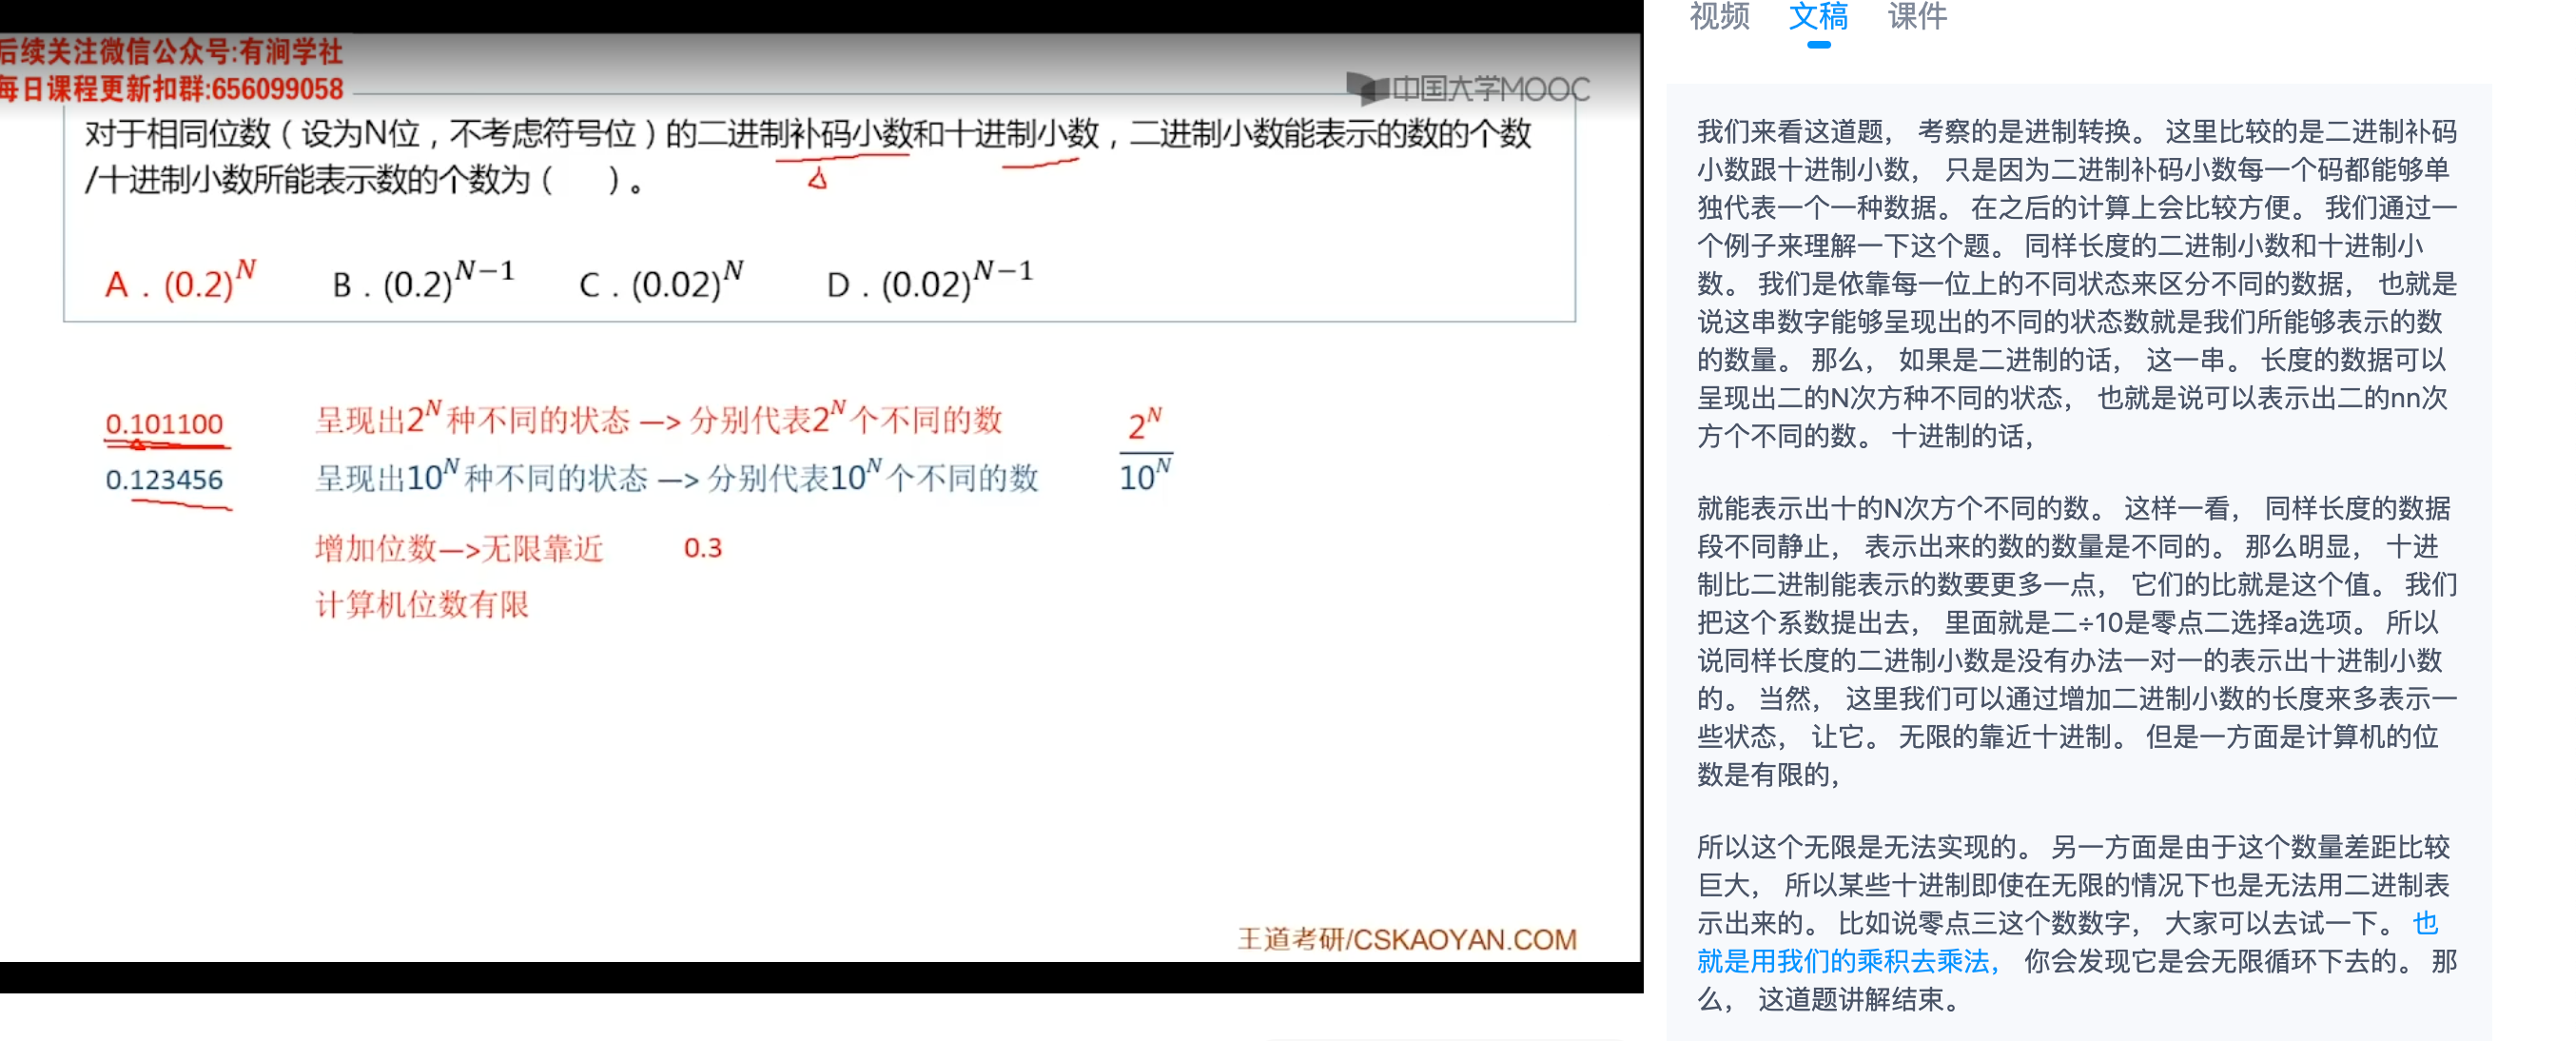 后续关注微信公众号:有涧学社
每日课程更新扣群:656099058
中国大学MOOC
对于相同位数（设为N位，不考虑符号位）的二进制补码小数和十进制小数，二进制小数能表示的数的个数
/十进制小数所能表示数的个数为（　　）。
A．(0.2)^N　B．(0.2)^{N−1}　C．(0.02)^N　D．(0.02)^{N−1}
0.101100　呈现出2^N种不同的状态 —> 分别代表2^N个不同的数
0.123456　呈现出10^N种不同的状态 —> 分别代表10^N个不同的数
2^N
10^N
增加位数—>无限靠近　0.3
计算机位数有限
王道考研/CSKAOYAN.COM
视频　文稿　课件
我们来看这道题， 考察的是进制转换。 这里比较的是二进制补码
小数跟十进制小数， 只是因为二进制补码小数每一个码都能够单
独代表一个一种数据。 在之后的计算上会比较方便。 我们通过一
个例子来理解一下这个题。 同样长度的二进制小数和十进制小
数。 我们是依靠每一位上的不同状态来区分不同的数据， 也就是
说这串数字能够呈现出的不同的状态数就是我们所能够表示的数
的数量。 那么， 如果是二进制的话， 这一串。 长度的数据可以
呈现出二的N次方种不同的状态， 也就是说可以表示出二的nn次
方个不同的数。 十进制的话，
就能表示出十的N次方个不同的数。 这样一看， 同样长度的数据
段不同静止， 表示出来的数的数量是不同的。 那么明显， 十进
制比二进制能表示的数要更多一点， 它们的比就是这个值。 我们
把这个系数提出去， 里面就是二÷10是零点二选择a选项。 所以
说同样长度的二进制小数是没有办法一对一的表示出十进制小数
的。 当然， 这里我们可以通过增加二进制小数的长度来多表示一
些状态， 让它。 无限的靠近十进制。 但是一方面是计算机的位
数是有限的，
所以这个无限是无法实现的。 另一方面是由于这个数量差距比较
巨大， 所以某些十进制即使在无限的情况下也是无法用二进制表
示出来的。 比如说零点三这个数数字， 大家可以去试一下。 也
就是用我们的乘积去乘法， 你会发现它是会无限循环下去的。 那
么， 这道题讲解结束。